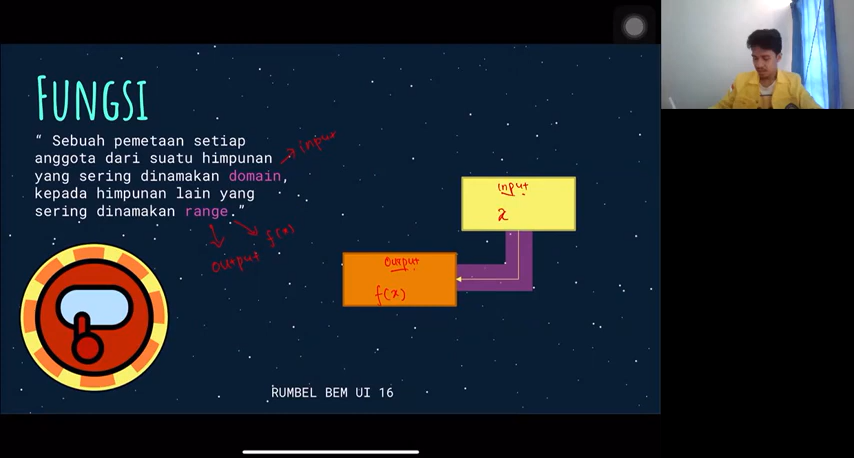 FUNGSI
“ Sebuah pemetaan setiap
anggota dari suatu himpunan
yang sering dinamakan domain,
kepada himpunan lain yang
sering dinamakan range.”
input
f(x)
output
input
x
output
f(x)
RUMBEL BEM UI 16